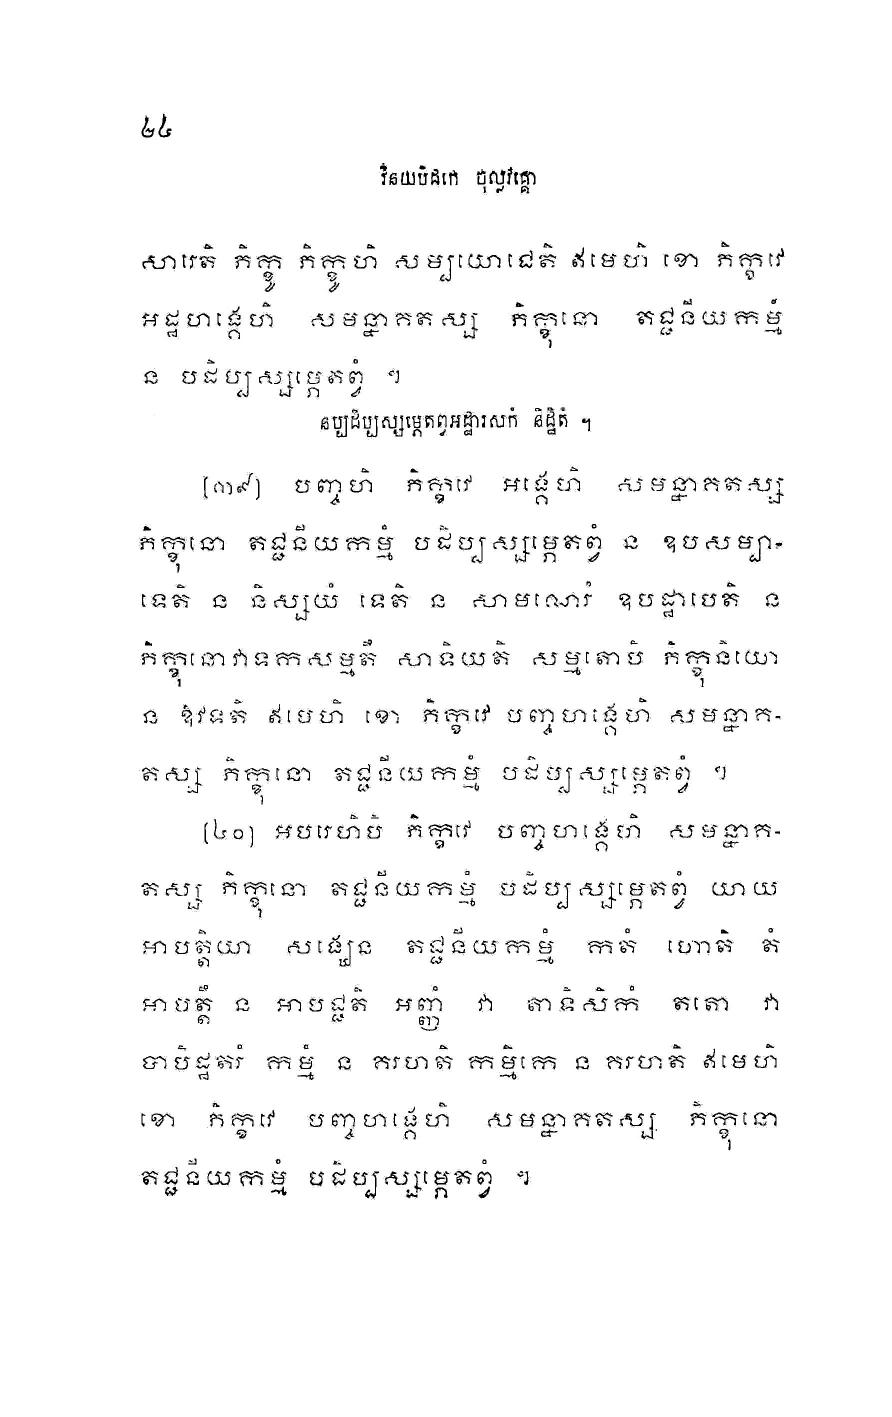 ៤៤
វិនយបិដកេ ចុល្លវគ្គោ
សារេតិ ភិក្ខូ ភិក្ខូហិ សម្បយោជេតិ ឥមេហិ ខោ ភិក្ខវេ
អដ្ឋហង្គេហិ សមន្នាគតស្ស ភិក្ខុនោ តជ្ជនីយកម្មំ
ន បដិប្បស្សម្ភេតព្វំ ។
នប្បដិប្បស្សម្ភេតព្វអដ្ឋារសកំ និដ្ឋិតំ ។
(៣៩) បញ្ចហិ ភិក្ខវេ អង្គេហិ សមន្នាគតស្ស
ភិក្ខុនោ តជ្ជនីយកម្មំ បដិប្បស្សម្ភេតព្វំ ន ឧបសម្បា-
ទេតិ ន និស្សយំ ទេតិ ន សាមណេរំ ឧបដ្ឋាបេតិ ន
ភិក្ខុនោវាទកសម្មតឹ សាទិយតិ សម្មតោបិ ភិក្ខុនិយោ
ន ឱវទតិ ឥមេហិ ខោ ភិក្ខវេ បញ្ចហង្គេហិ សមន្នាគ-
តស្ស ភិក្ខុនោ តជ្ជនីយកម្មំ បដិប្បស្សម្ភេតព្វំ ។
(៤០) អបរេហិបិ ភិក្ខវេ បញ្ចហង្គេហិ សមន្នាគ-
តស្ស ភិក្ខុនោ តជ្ជនីយកម្មំ បដិប្បស្សម្ភេតព្វំ យាយ
អាបត្តិយា សង្ឃេន តជ្ជនីយកម្មំ កតំ ហោតិ តំ
អាបត្តឹ ន អាបជ្ជតិ អញ្ញំ វា តាទិសិកំ តតោ វា
បាបិដ្ឋតរំ កម្មំ ន គរហតិ កម្មិកេ ន គរហតិ ឥមេហិ
ខោ ភិក្ខវេ បញ្ចហង្គេហិ សមន្នាគតស្ស ភិក្ខុនោ
តជ្ជនីយកម្មំ បដិប្បស្សម្ភេតព្វំ ។